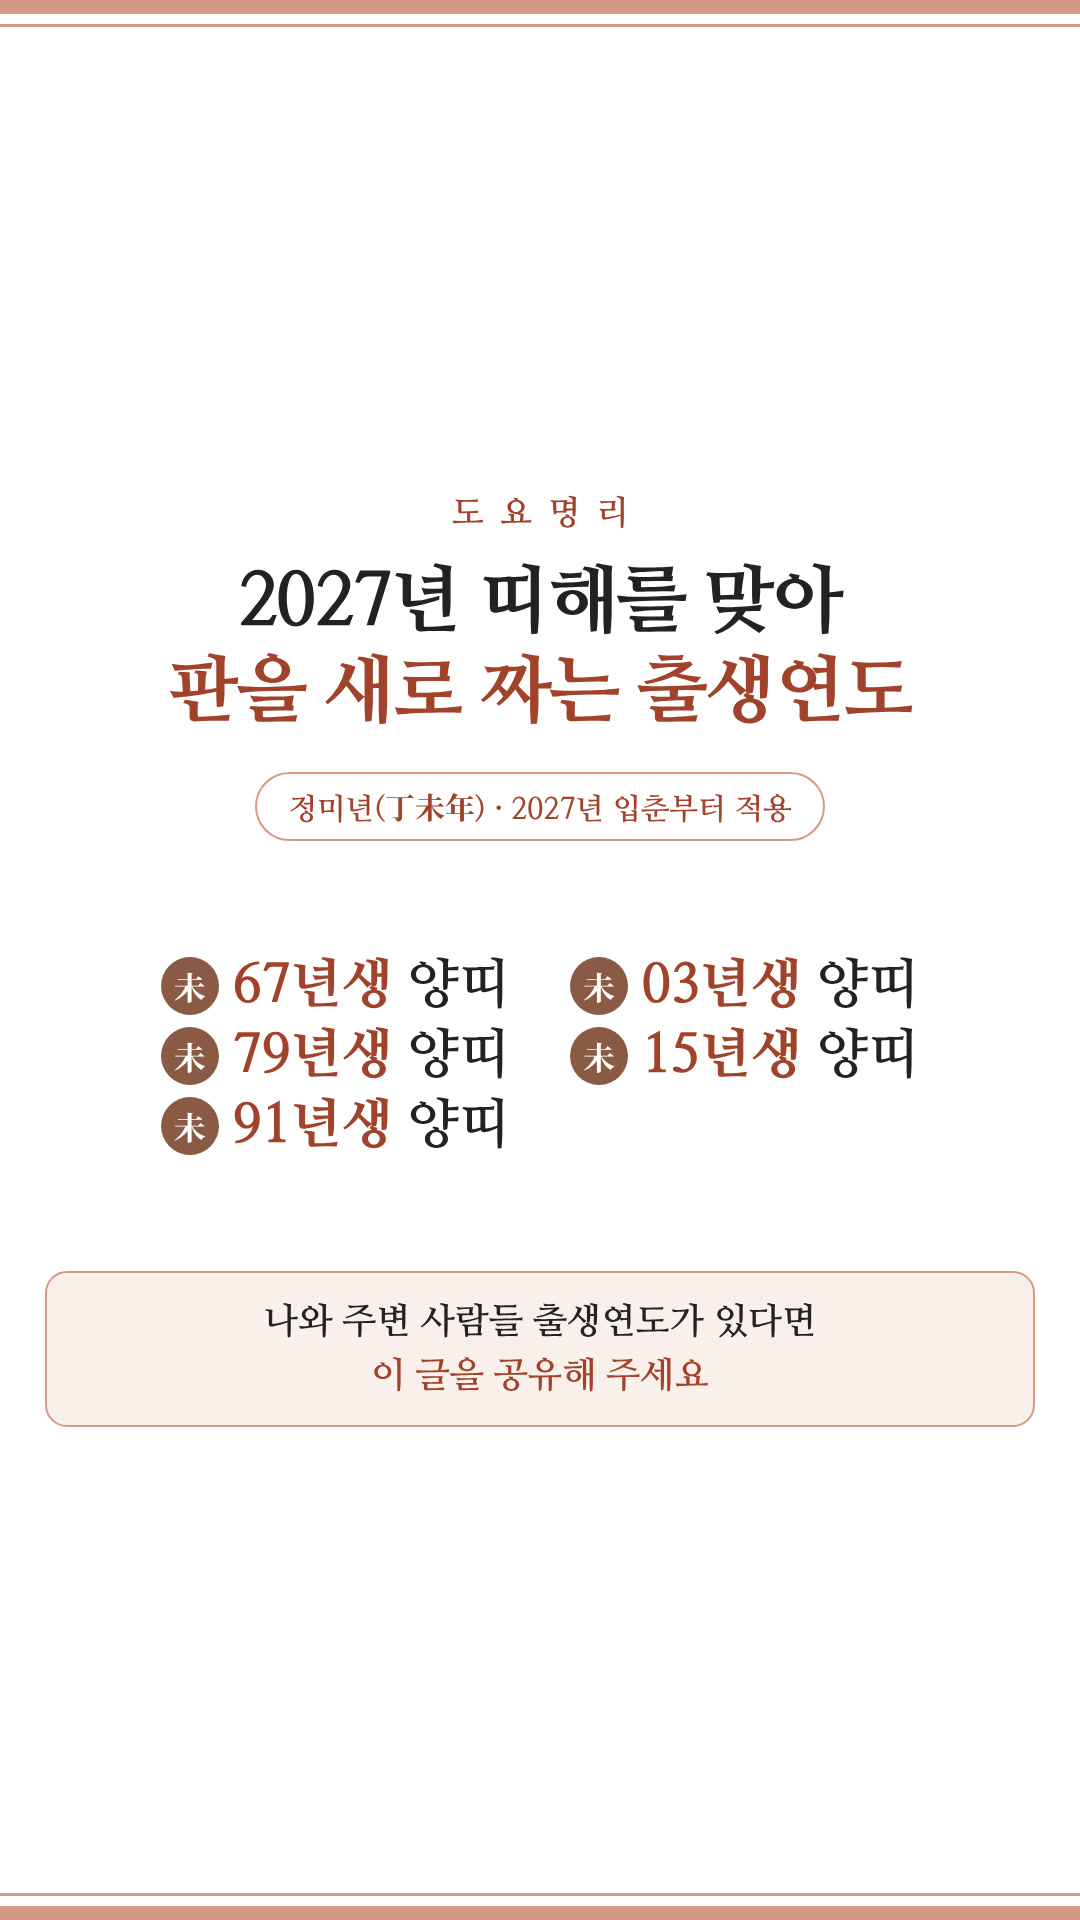 도요명리
2027년 띠해를 맞아
판을 새로 짜는 출생연도
정미년(丁未年) · 2027년 입춘부터 적용
未 67년생 양띠
未 79년생 양띠
未 91년생 양띠
未 03년생 양띠
未 15년생 양띠
나와 주변 사람들 출생연도가 있다면
이 글을 공유해 주세요